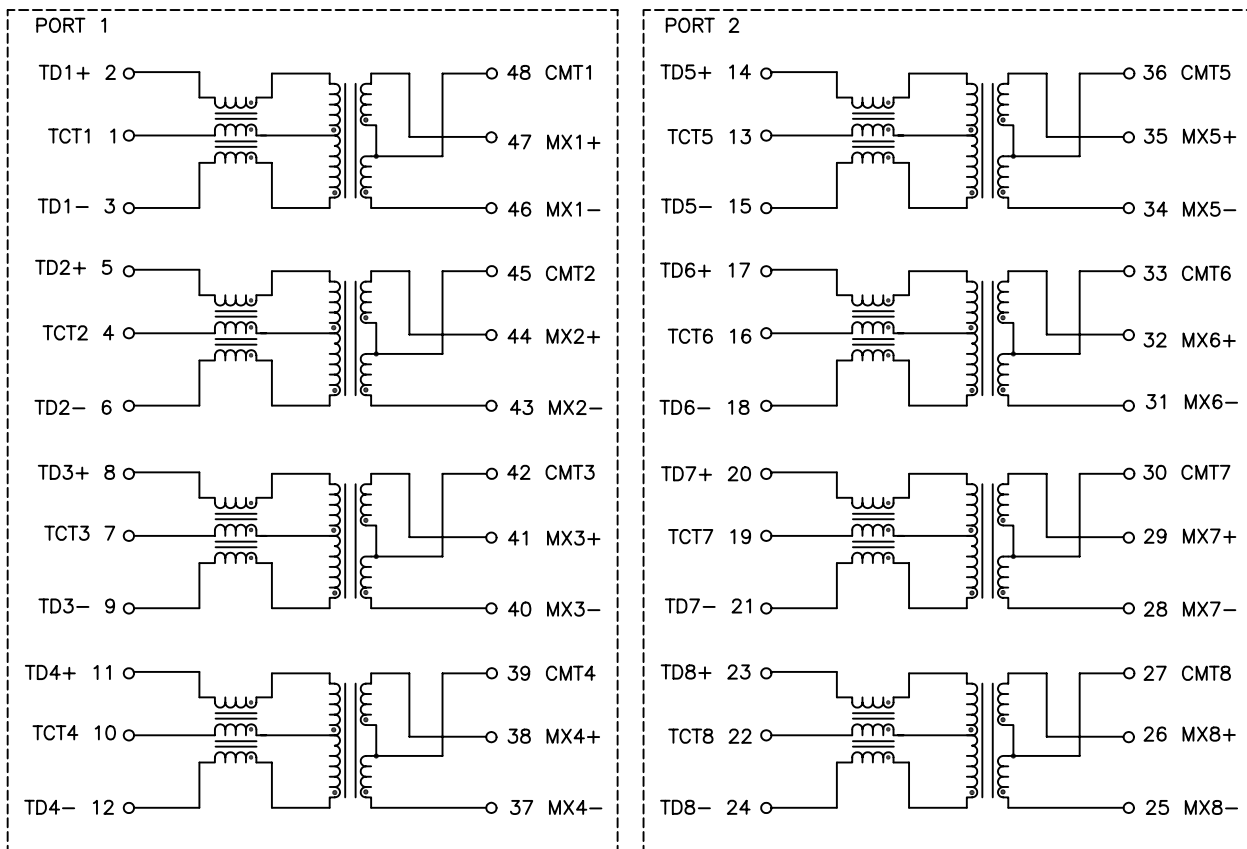 PORT 1
TD1+ 2
48 CMT1
TCT1 1
47 MX1+
TD1- 3
46 MX1-
TD2+ 5
45 CMT2
TCT2 4
44 MX2+
TD2- 6
43 MX2-
TD3+ 8
42 CMT3
TCT3 7
41 MX3+
TD3- 9
40 MX3-
TD4+ 11
39 CMT4
TCT4 10
38 MX4+
TD4- 12
37 MX4-
PORT 2
TD5+ 14
36 CMT5
TCT5 13
35 MX5+
TD5- 15
34 MX5-
TD6+ 17
33 CMT6
TCT6 16
32 MX6+
TD6- 18
31 MX6-
TD7+ 20
30 CMT7
TCT7 19
29 MX7+
TD7- 21
28 MX7-
TD8+ 23
27 CMT8
TCT8 22
26 MX8+
TD8- 24
25 MX8-